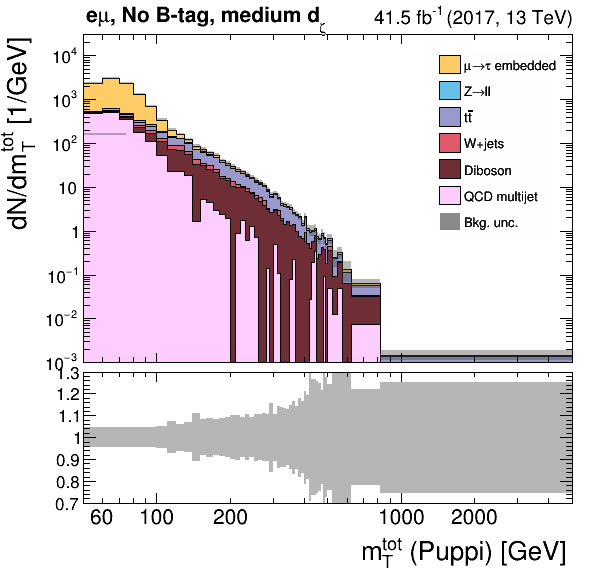 eμ, No B-tag, medium dζ 41.5 fb⁻¹ (2017, 13 TeV)
dN/dm_T^tot [1/GeV]
10⁴
10³
10²
10
1
10⁻¹
10⁻²
10⁻³
μ→τ embedded
Z→ll
tt̄
W+jets
Diboson
QCD multijet
Bkg. unc.
1.3
1.2
1.1
1
0.9
0.8
0.7
60 100 200 1000 2000
m_T^tot (Puppi) [GeV]